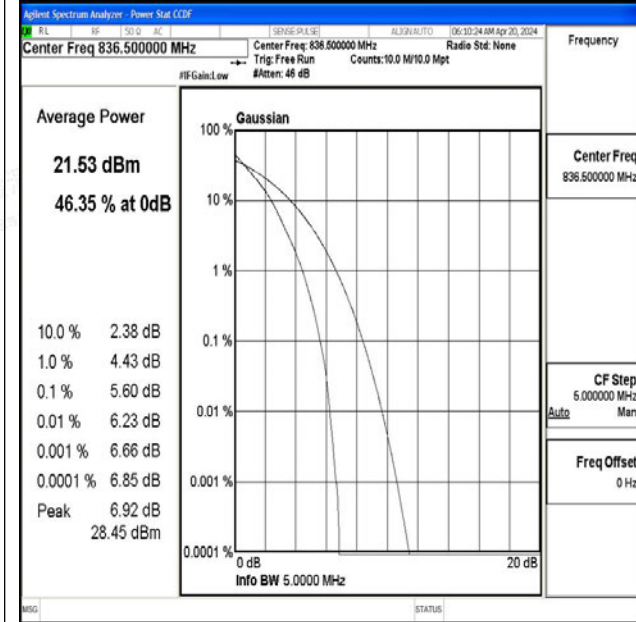 Agilent Spectrum Analyzer - Power Stat CCDF
RL RF 50 Ω AC SENSE:PULSE ALIGNAUTO 06:10:24 AM Apr 20, 2024
Center Freq 836.500000 MHz
Center Freq: 836.500000 MHz Radio Std: None
Trig: Free Run Counts:10.0 M/10.0 Mpt
#IFGain:Low #Atten: 46 dB
Frequency
Center Freq
836.500000 MHz
CF Step
5.000000 MHz
Auto Man
Freq Offset
0 Hz
Average Power
21.53 dBm
46.35 % at 0dB
10.0 % 2.38 dB
1.0 % 4.43 dB
0.1 % 5.60 dB
0.01 % 6.23 dB
0.001 % 6.66 dB
0.0001 % 6.85 dB
Peak 6.92 dB
28.45 dBm
Gaussian
100 %
10 %
1 %
0.1 %
0.01 %
0.001 %
0.0001 %
0 dB 20 dB
Info BW 5.0000 MHz
MSG STATUS